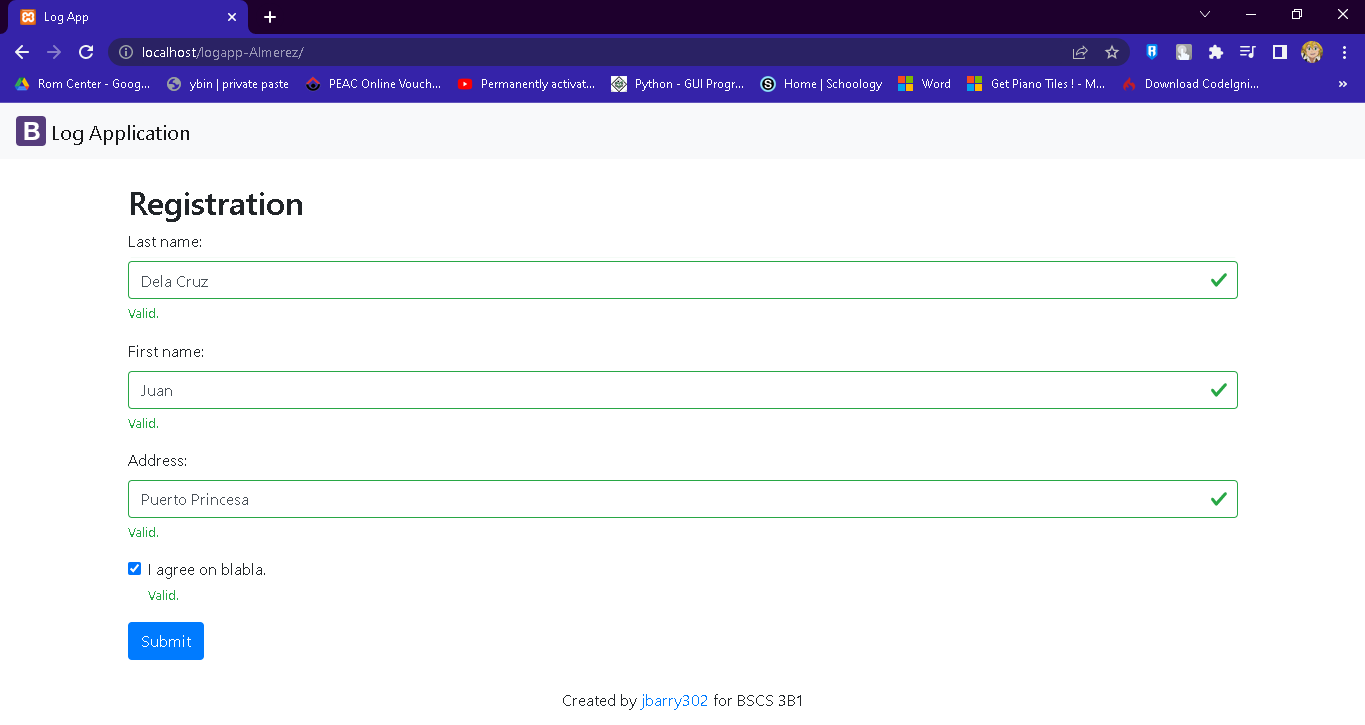 Log App
localhost/logapp-Almerez/
Rom Center - Goog... ybin | private paste PEAC Online Vouch... Permanently activat... Python - GUI Progr... S Home | Schoology Word Get Piano Tiles ! - M... Download CodeIgni... »
B Log Application
Registration
Last name:
Dela Cruz
Valid.
First name:
Juan
Valid.
Address:
Puerto Princesa
Valid.
I agree on blabla.
Valid.
Submit
Created by jbarry302 for BSCS 3B1